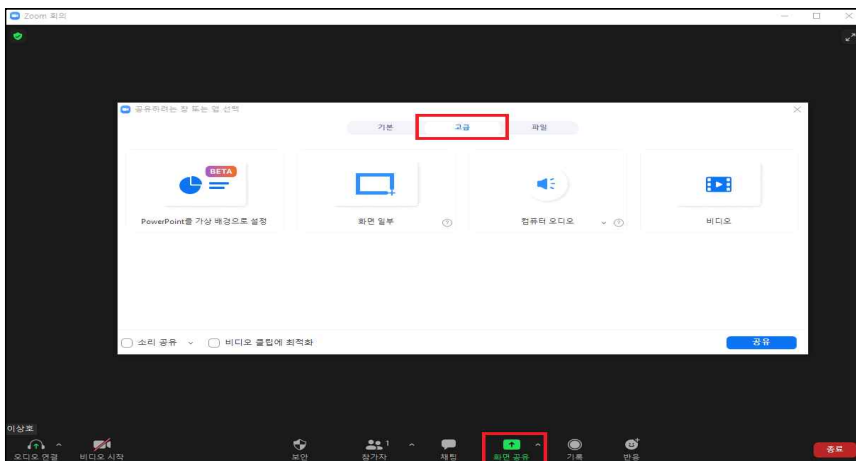 Zoom 회의
공유하려는 창 또는 앱 선택
기본 고급 파일
BETA
PowerPoint를 가상 배경으로 설정
화면 일부
컴퓨터 오디오
비디오
소리 공유
비디오 클립에 최적화
공유
이상호
오디오 연결
비디오 시작
보안
참가자
1
채팅
화면 공유
기록
반응
종료